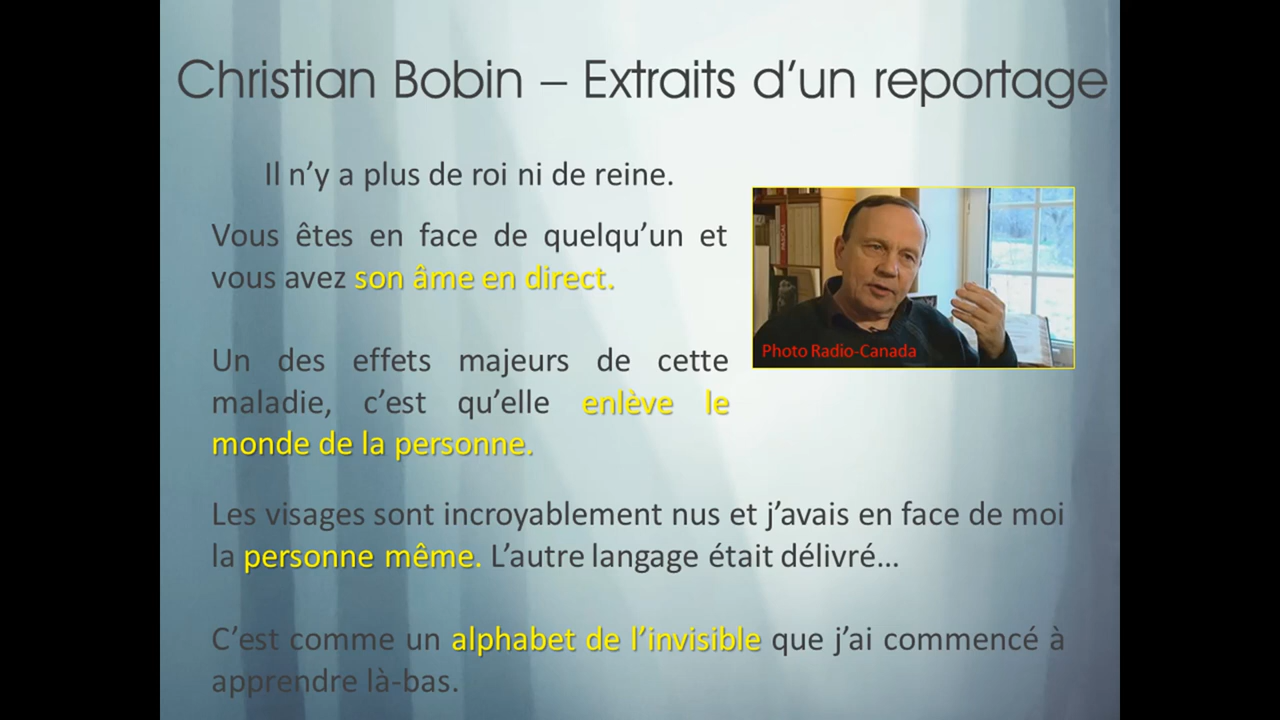 Christian Bobin – Extraits d’un reportage
Il n’y a plus de roi ni de reine.
Vous êtes en face de quelqu’un et
vous avez son âme en direct.
Un des effets majeurs de cette
maladie, c’est qu’elle enlève le
monde de la personne.
Les visages sont incroyablement nus et j’avais en face de moi
la personne même. L’autre langage était délivré…
C’est comme un alphabet de l’invisible que j’ai commencé à
apprendre là-bas.
PASCAL
Photo Radio-Canada